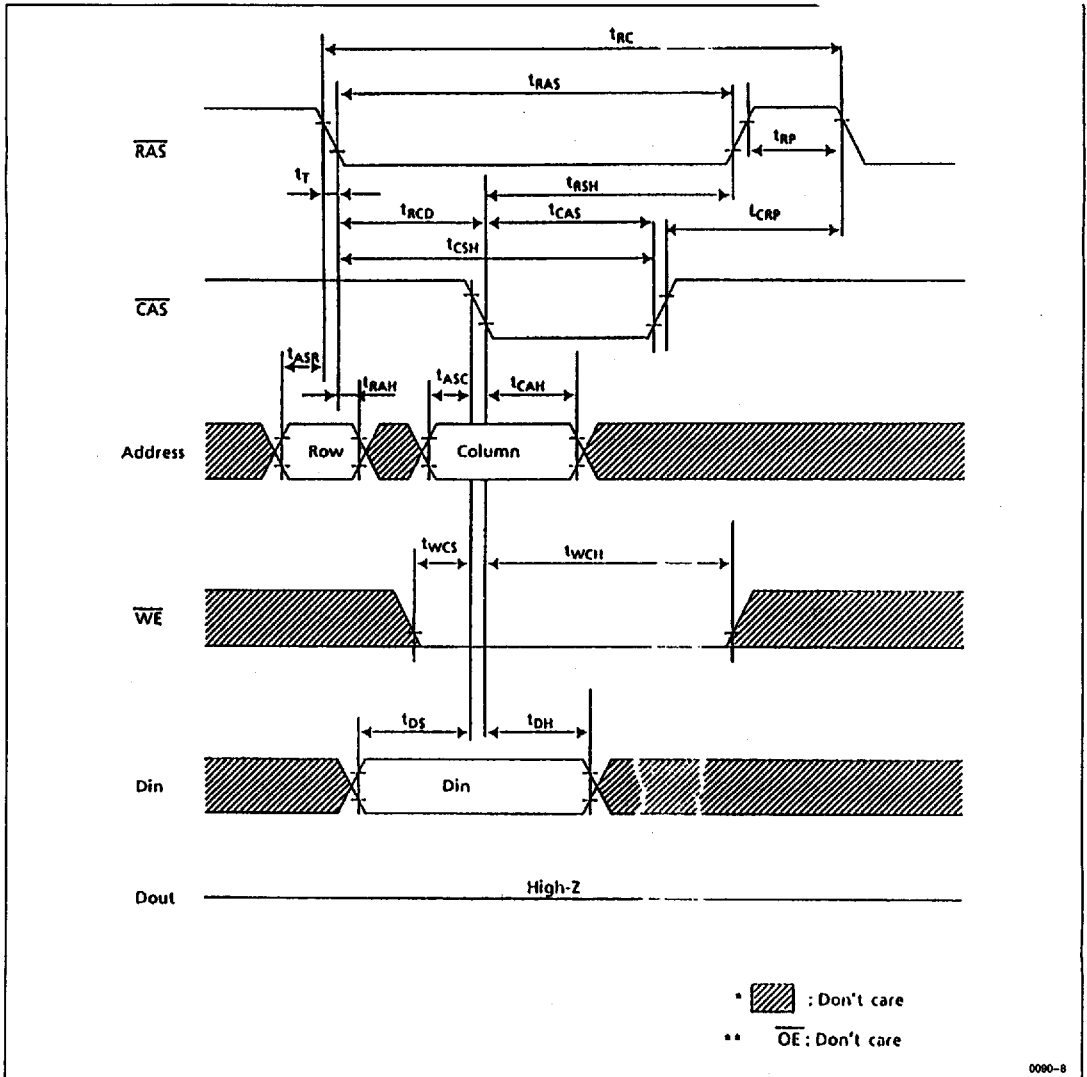 tRC
tRAS
RAS
tRP
tT
tRSH
tRCD
tCAS
tCRP
tCSH
CAS
tASR
tRAH
tASC
tCAH
Address
Row
Column
tWCS
tWCH
WE
tDS
tDH
Din
Din
Dout
High-Z
* : Don't care
** OE : Don't care
0090-8